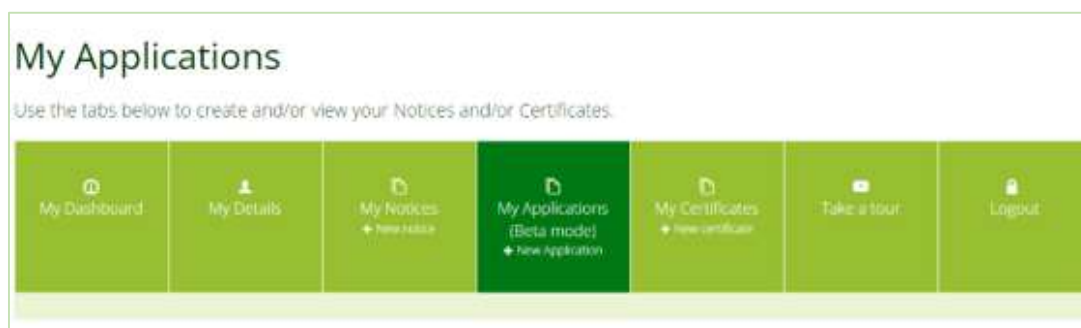 My Applications
Use the tabs below to create and/or view your Notices and/or Certificates.
My Dashboard
My Details
My Notices
+ New notice
My Applications
(Beta mode)
+ New Application
My Certificates
+ New certificate
Take a tour
Logout